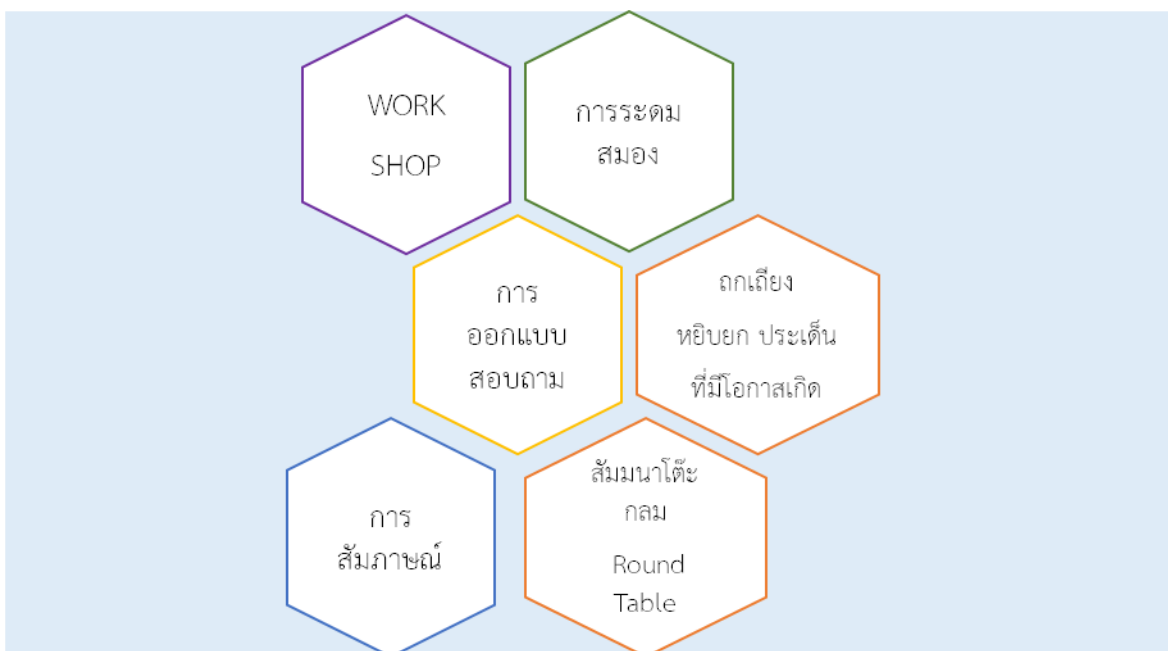 WORK
SHOP
การระดม
สมอง
การ
ออกแบบ
สอบถาม
ถกเถียง
หยิบยก ประเด็น
ที่มีโอกาสเกิด
การ
สัมภาษณ์
สัมมนาโต๊ะ
กลม
Round
Table